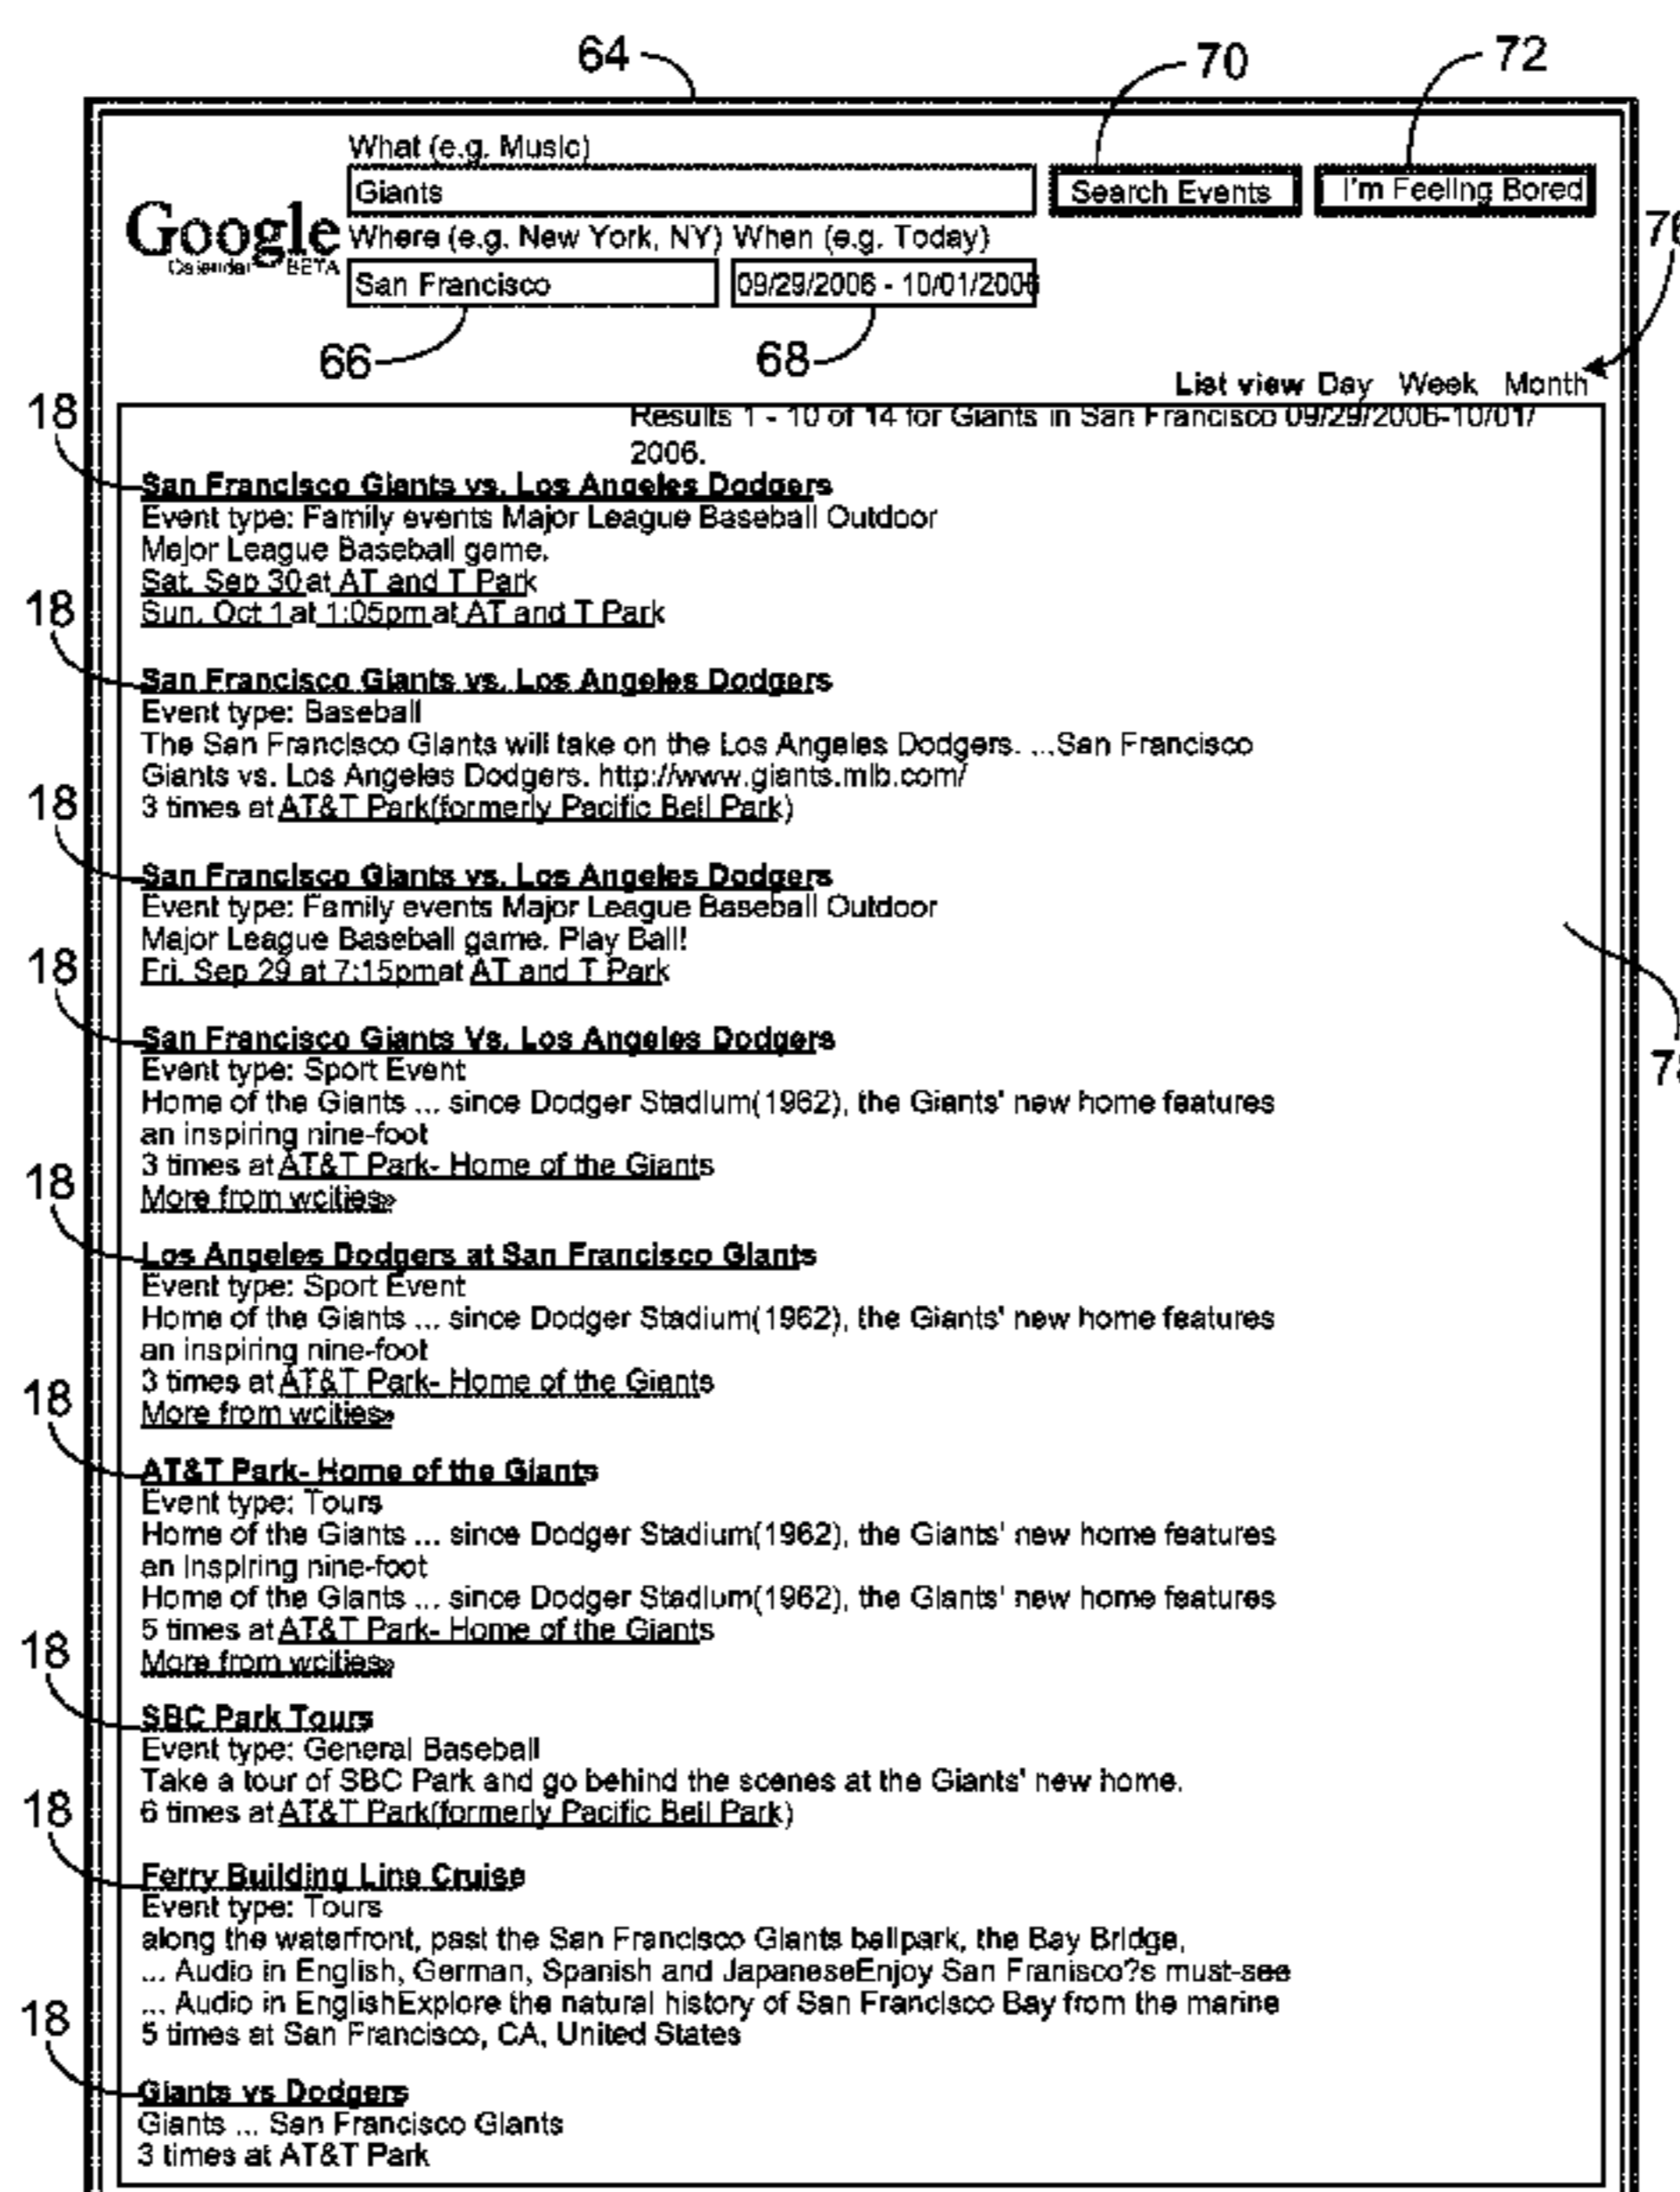 64
70
72
What (e.g. Music)
Giants
Search Events
I'm Feeling Bored
Google
Calendar BETA
Where (e.g. New York, NY) When (e.g. Today)
San Francisco
09/29/2006 - 10/01/2006
76
66
68
List view Day Week Month
Results 1 - 10 of 14 for Giants in San Francisco 09/29/2006-10/01/
2006.
18
San Francisco Giants vs. Los Angeles Dodgers
Event type: Family events Major League Baseball Outdoor
Major League Baseball game.
Sat. Sep 30 at AT and T Park
18
Sun. Oct 1 at 1:05pm at AT and T Park
San Francisco Giants vs. Los Angeles Dodgers
Event type: Baseball
The San Francisco Giants will take on the Los Angeles Dodgers. ...San Francisco
Giants vs. Los Angeles Dodgers. http://www.giants.mlb.com/
18
3 times at AT&T Park(formerly Pacific Bell Park)
San Francisco Giants vs. Los Angeles Dodgers
Event type: Family events Major League Baseball Outdoor
Major League Baseball game. Play Ball!
18
Fri. Sep 29 at 7:15pmat AT and T Park
San Francisco Giants Vs. Los Angeles Dodgers
Event type: Sport Event
Home of the Giants ... since Dodger Stadium(1962), the Giants' new home features
an inspiring nine-foot
3 times at AT&T Park- Home of the Giants
18
More from wcities»
Los Angeles Dodgers at San Francisco Giants
Event type: Sport Event
Home of the Giants ... since Dodger Stadium(1962), the Giants' new home features
an inspiring nine-foot
3 times at AT&T Park- Home of the Giants
18
More from wcities»
AT&T Park- Home of the Giants
Event type: Tours
Home of the Giants ... since Dodger Stadium(1962), the Giants' new home features
an inspiring nine-foot
Home of the Giants ... since Dodger Stadium(1962), the Giants' new home features
5 times at AT&T Park- Home of the Giants
18
More from wcities»
SBC Park Tours
Event type: General Baseball
Take a tour of SBC Park and go behind the scenes at the Giants' new home.
18
6 times at AT&T Park(formerly Pacific Bell Park)
Ferry Building Line Cruise
Event type: Tours
along the waterfront, past the San Francisco Giants ballpark, the Bay Bridge,
... Audio in English, German, Spanish and JapaneseEnjoy San Franisco?s must-see
... Audio in EnglishExplore the natural history of San Francisco Bay from the marine
18
5 times at San Francisco, CA, United States
Giants vs Dodgers
Giants ... San Francisco Giants
3 times at AT&T Park